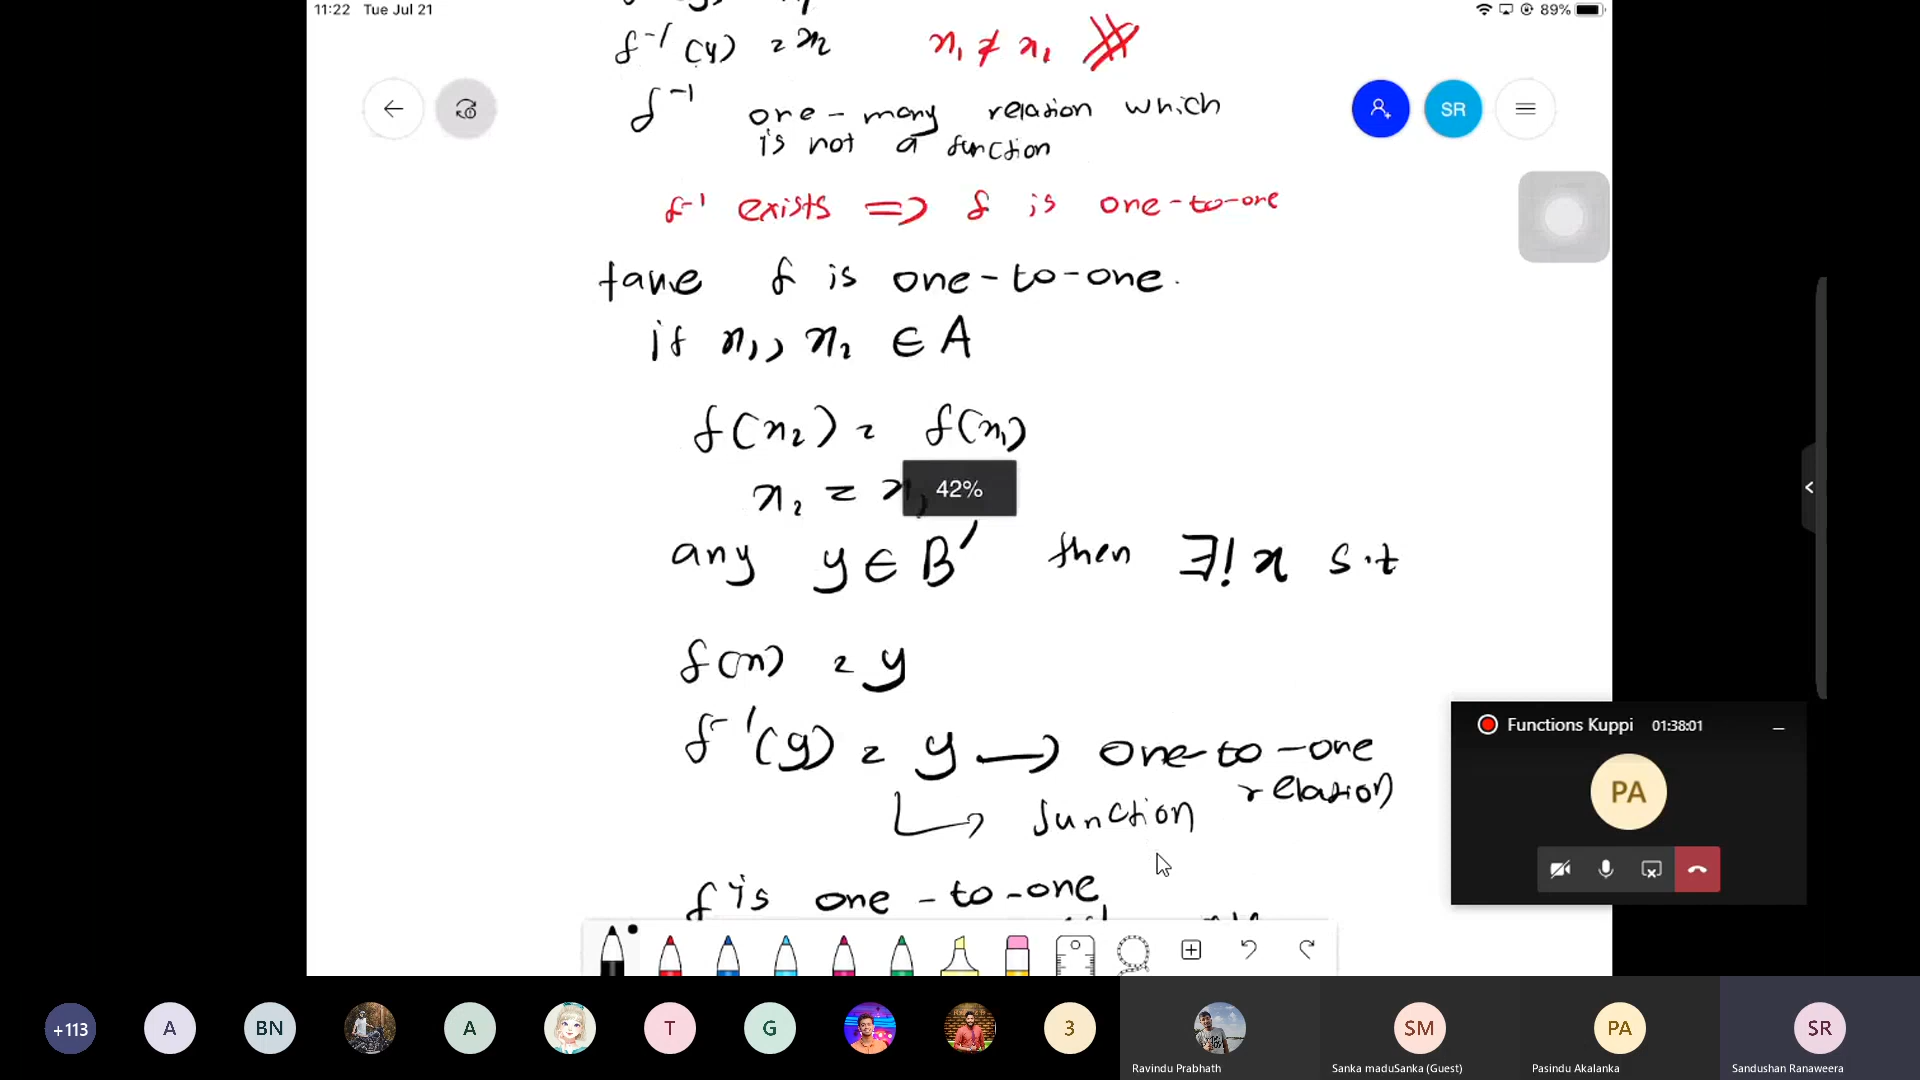 11:22 Tue Jul 21
89%
f⁻¹ (y) = x₂ x₁ ≠ x₂
f⁻¹ one - many relation which
is not a function
SR
f⁻¹ exists => f is one-to-one
take f is one-to-one.
if x₁, x₂ ∈ A
f(x₂) = f(x₁)
x₂ = x₁
42%
any y ∈ B' then ∃! x s.t
f(x) = y
f⁻¹(y) = y → one-to-one
relation
↳ function
f is one-to-one
Functions Kuppi 01:38:01
PA
+113 A BN A T G 3 SM PA SR
Ravindu Prabhath Sanka maduSanka (Guest) Pasindu Akalanka Sandushan Ranaweera